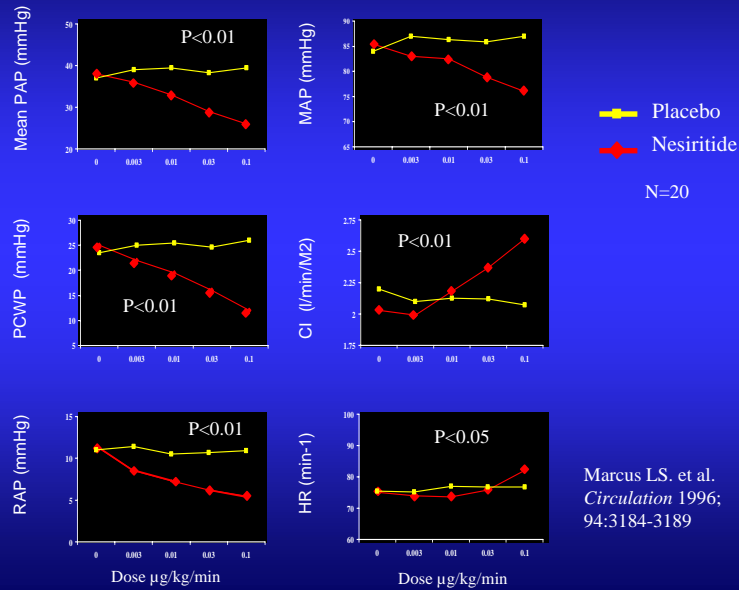 Mean PAP (mmHg)
50
40
30
20
P<0.01
0 0.003 0.01 0.03 0.1
MAP (mmHg)
90
85
80
75
70
65
P<0.01
0 0.003 0.01 0.03 0.1
Placebo
Nesiritide
N=20
PCWP (mmHg)
30
25
20
15
10
5
P<0.01
0 0.003 0.01 0.03 0.1
CI (l/min/M2)
2.75
2.5
2.25
2
1.75
P<0.01
0 0.003 0.01 0.03 0.1
RAP (mmHg)
15
10
5
0
P<0.01
0 0.003 0.01 0.03 0.1
Dose µg/kg/min
HR (min-1)
100
90
80
70
60
P<0.05
0 0.003 0.01 0.03 0.1
Dose µg/kg/min
Marcus LS. et al.
Circulation 1996;
94:3184-3189